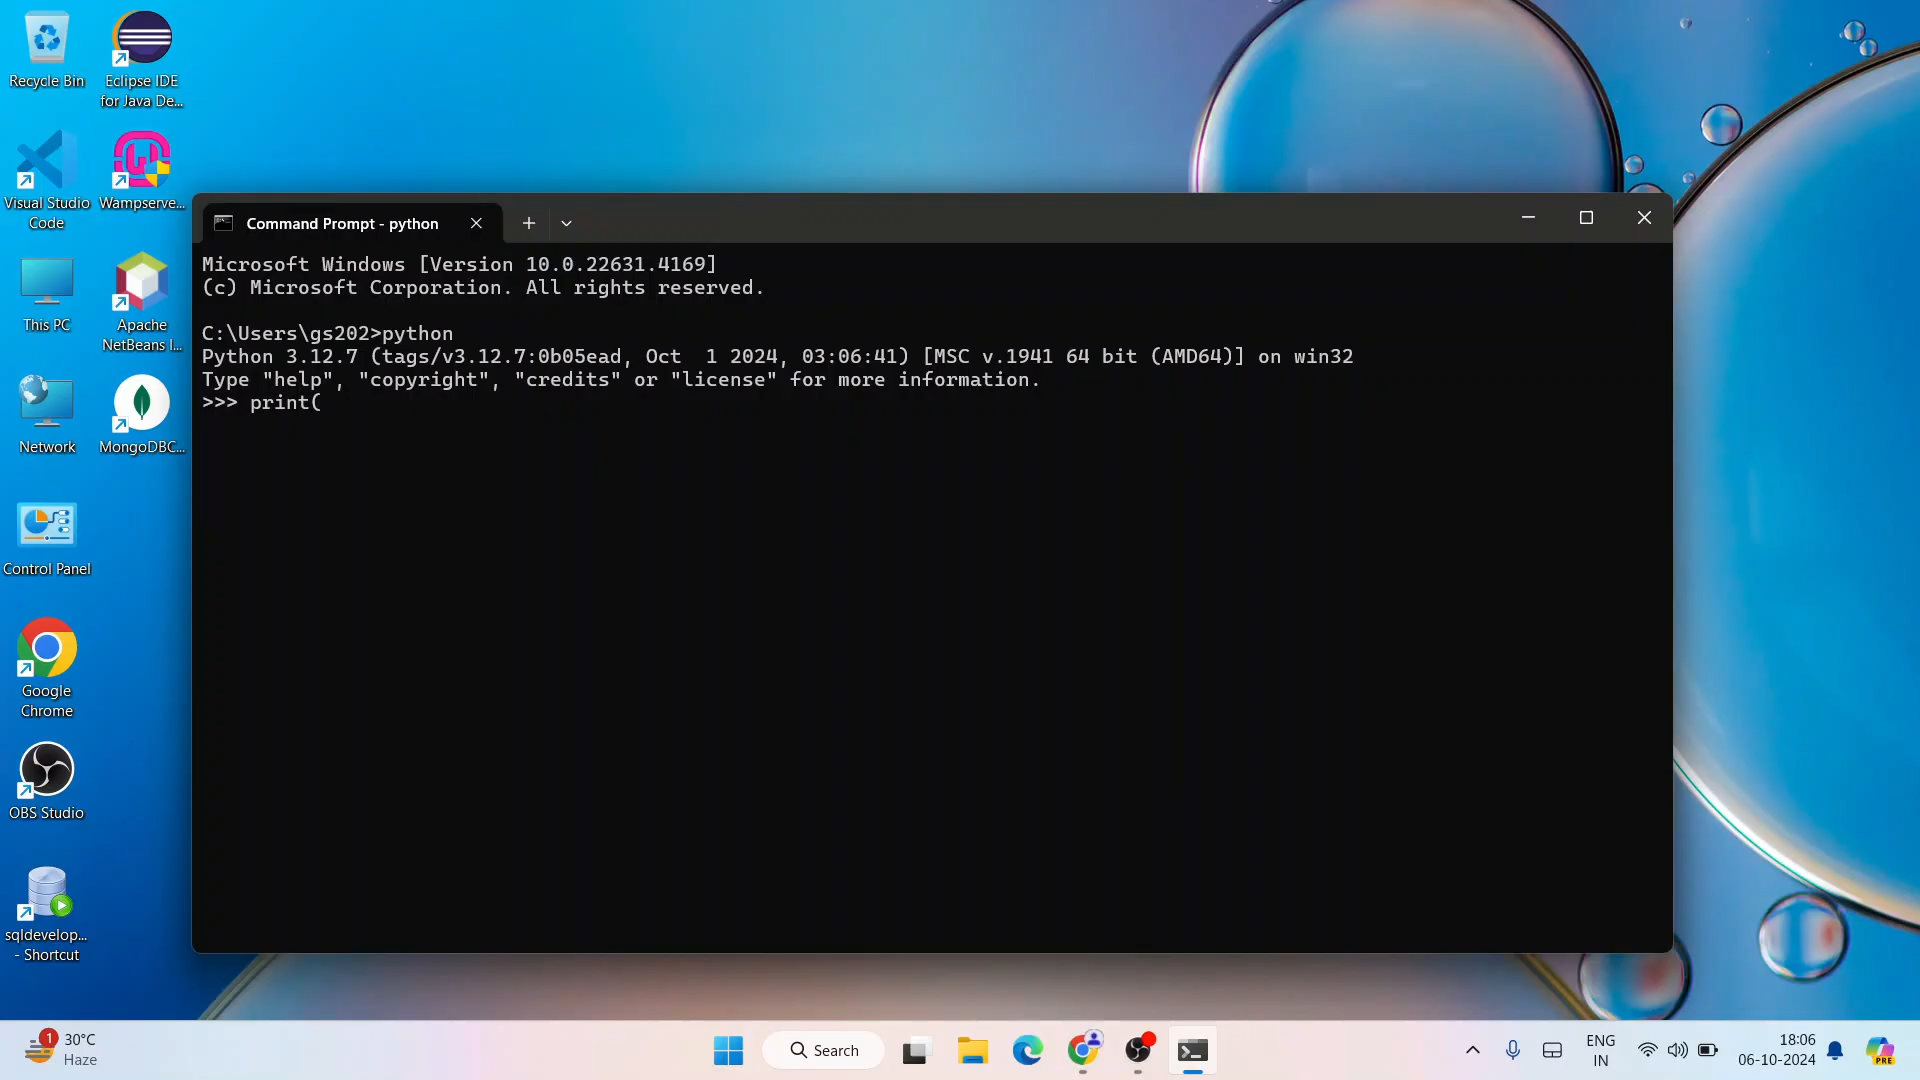 Recycle Bin
Eclipse IDE
for Java De...
Visual Studio
Code
Wampserve...
This PC
Apache
NetBeans I...
Network
MongoDBC...
Control Panel
Google
Chrome
OBS Studio
sqldevelop...
- Shortcut
Command Prompt - python
Microsoft Windows [Version 10.0.22631.4169]
(c) Microsoft Corporation. All rights reserved.
C:\Users\gs202>python
Python 3.12.7 (tags/v3.12.7:0b05ead, Oct  1 2024, 03:06:41) [MSC v.1941 64 bit (AMD64)] on win32
Type "help", "copyright", "credits" or "license" for more information.
>>> print(
1
30°C
Haze
Search
ENG
IN
18:06
06-10-2024
PRE